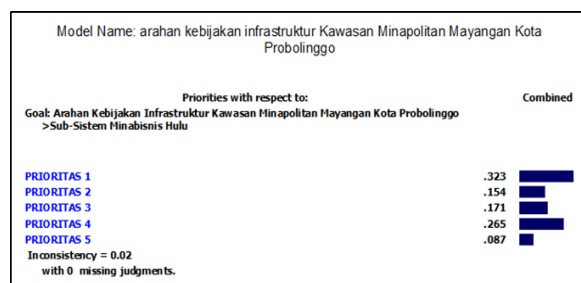 Model Name: arahan kebijakan infrastruktur Kawasan Minapolitan Mayangan Kota
Probolinggo
Priorities with respect to: Combined
Goal: Arahan Kebijakan Infrastruktur Kawasan Minapolitan Mayangan Kota Probolinggo
>Sub-Sistem Minabisnis Hulu
PRIORITAS 1 .323
PRIORITAS 2 .154
PRIORITAS 3 .171
PRIORITAS 4 .265
PRIORITAS 5 .087
Inconsistency = 0.02
with 0 missing judgments.